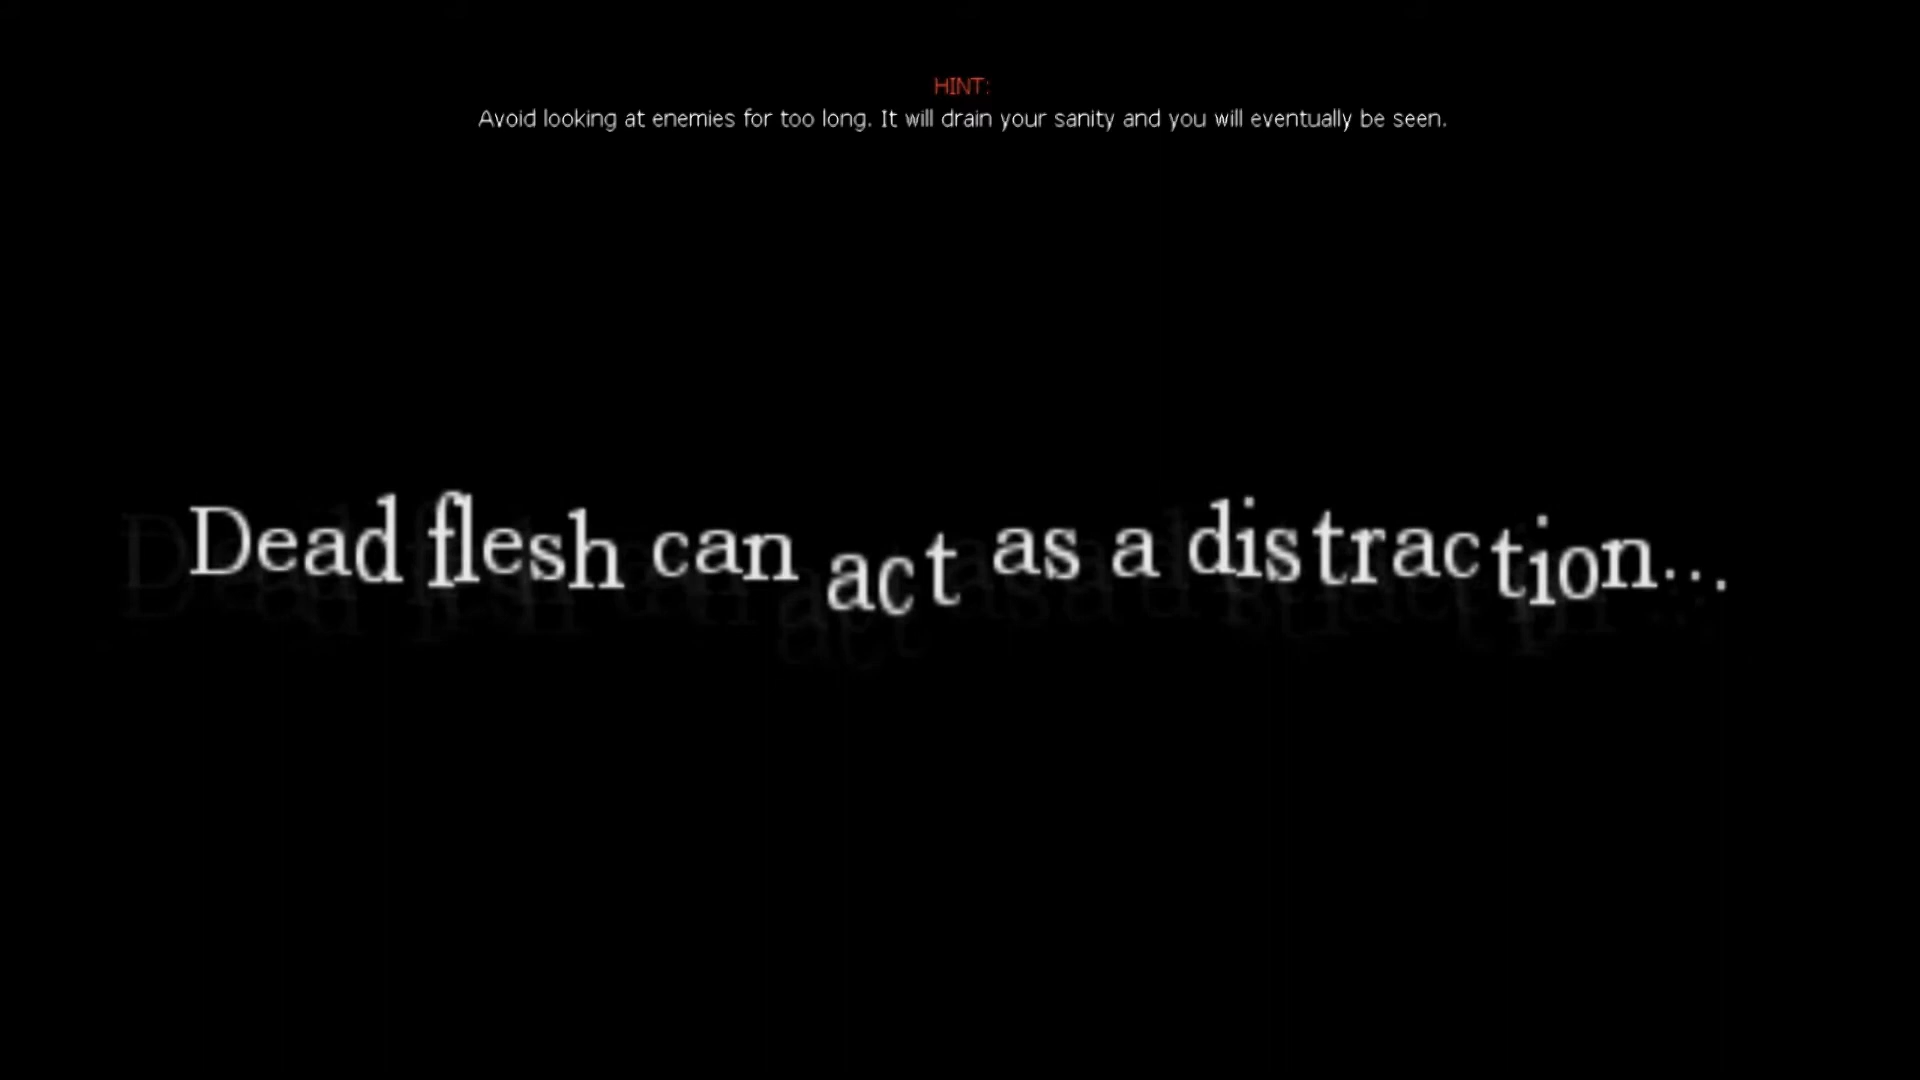 HINT:
Avoid looking at enemies for too long. It will drain your sanity and you will eventually be seen.
Dead flesh can act as a distraction...